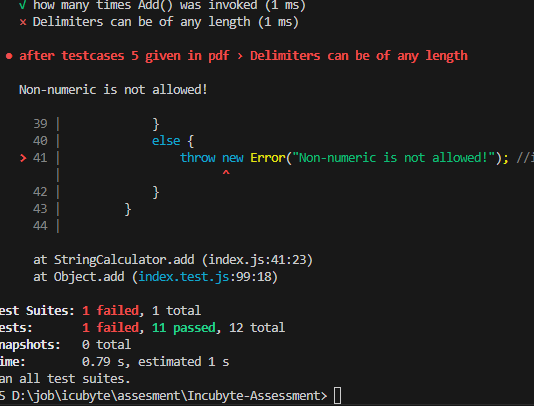 √ how many times Add() was invoked (1 ms)
× Delimiters can be of any length (1 ms)
● after testcases 5 given in pdf › Delimiters can be of any length
Non-numeric is not allowed!
39 | }
40 | else {
> 41 | throw new Error("Non-numeric is not allowed!"); //i
| ^
42 | }
43 | }
44 |
at StringCalculator.add (index.js:41:23)
at Object.add (index.test.js:99:18)
est Suites: 1 failed, 1 total
ests: 1 failed, 11 passed, 12 total
napshots: 0 total
ime: 0.79 s, estimated 1 s
an all test suites.
S D:\job\icubyte\assesment\Incubyte-Assessment>